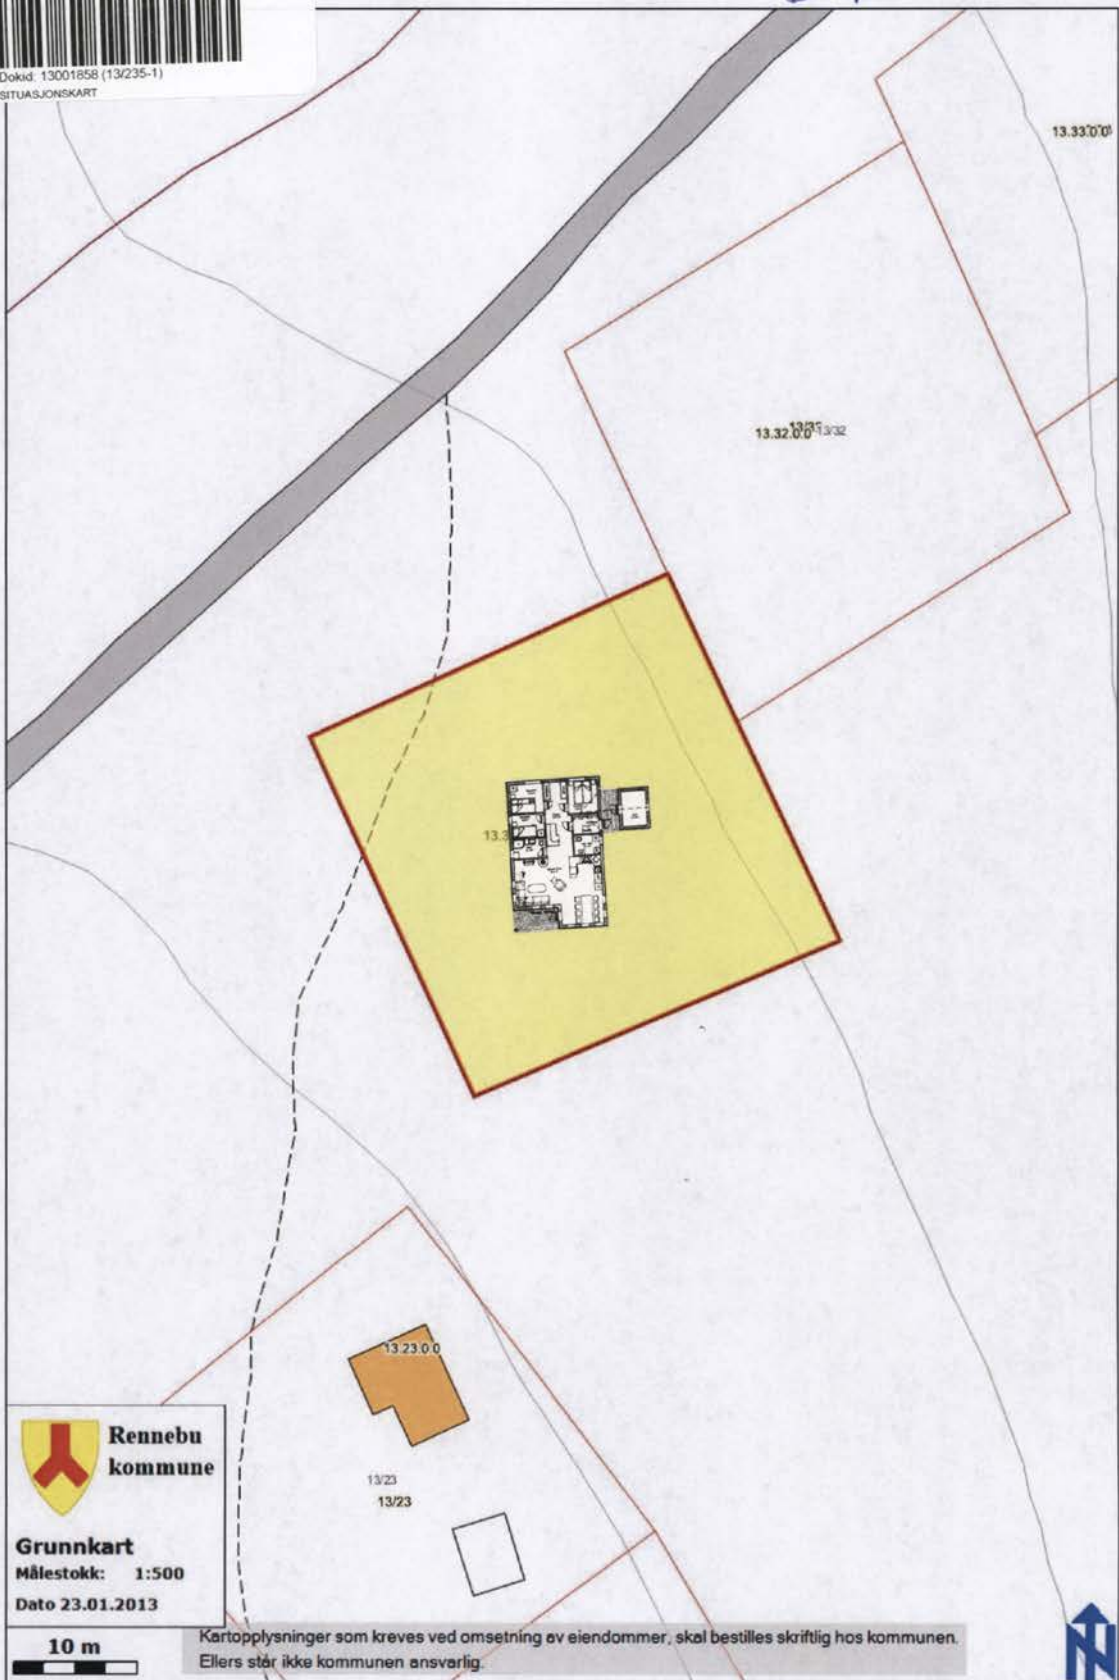 Dokid: 13001858 (13/235-1)
SITUASJONSKART
13.33.0.0
13.32.0.0
13/32
13.3
13.23.0.0
13/23
13/23
Rennebu
kommune
Grunnkart
Målestokk: 1:500
Dato 23.01.2013
10 m
Kartopplysninger som kreves ved omsetning av eiendommer, skal bestilles skriftlig hos kommunen.
Ellers står ikke kommunen ansvarlig.
N